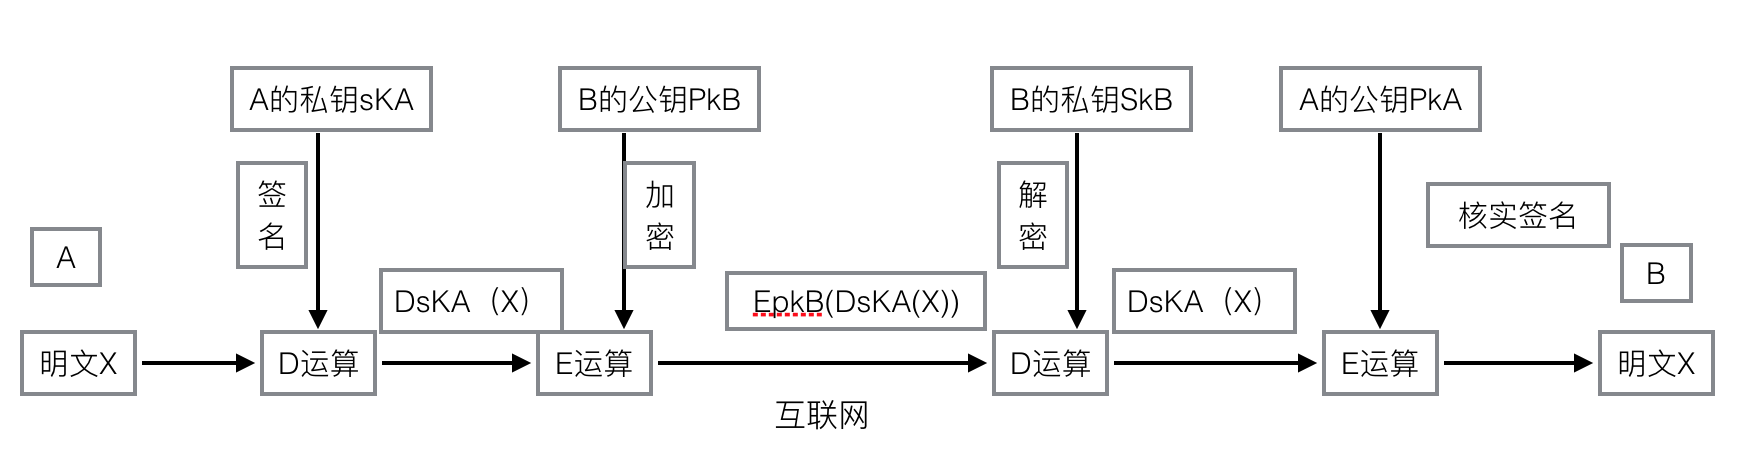 A的私钥sKA
B的公钥PkB
B的私钥SkB
A的公钥PkA
签
名
加
密
解
密
核实签名
A
B
DsKA（X）
EpkB(DsKA(X))
DsKA（X）
明文X
D运算
E运算
D运算
E运算
明文X
互联网